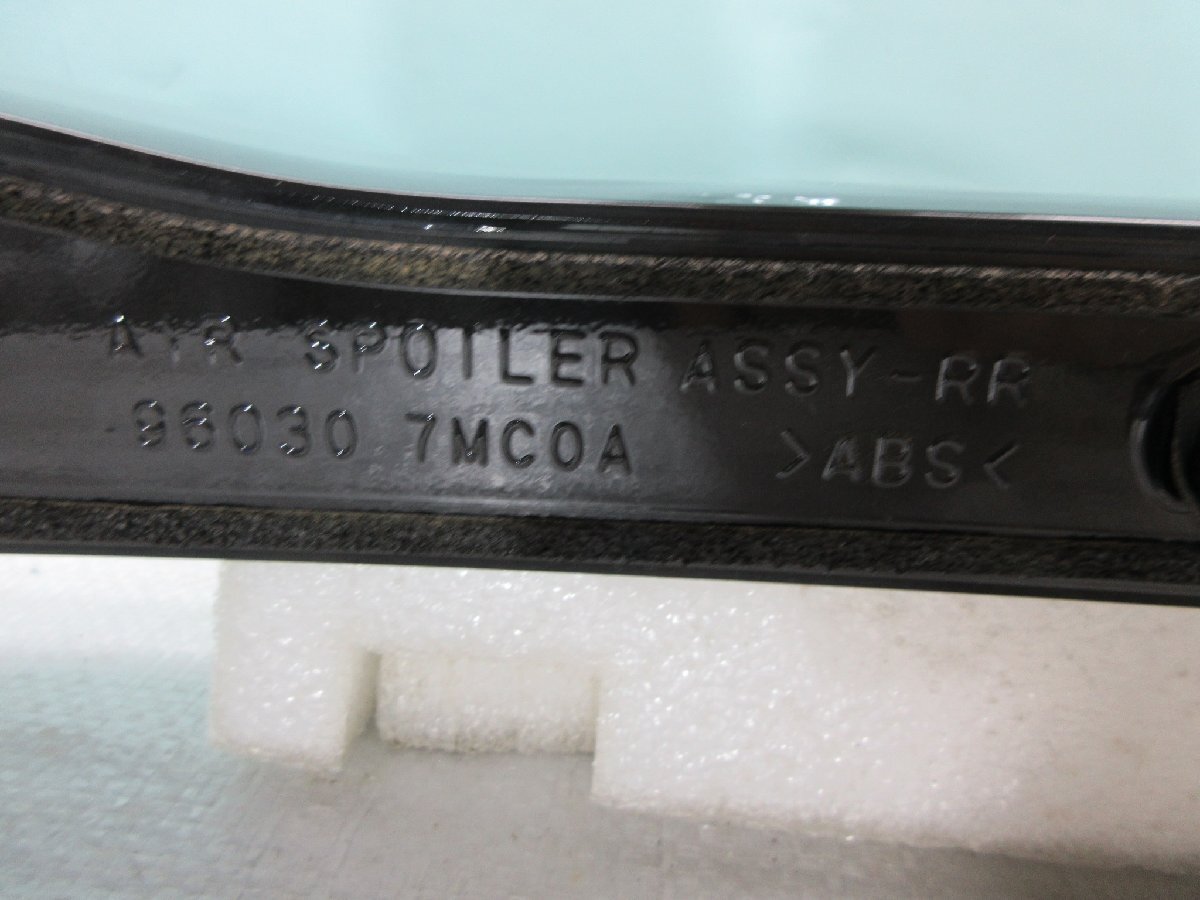 AIR SPOILER ASSY-RR
96030 7MC0A >ABS<